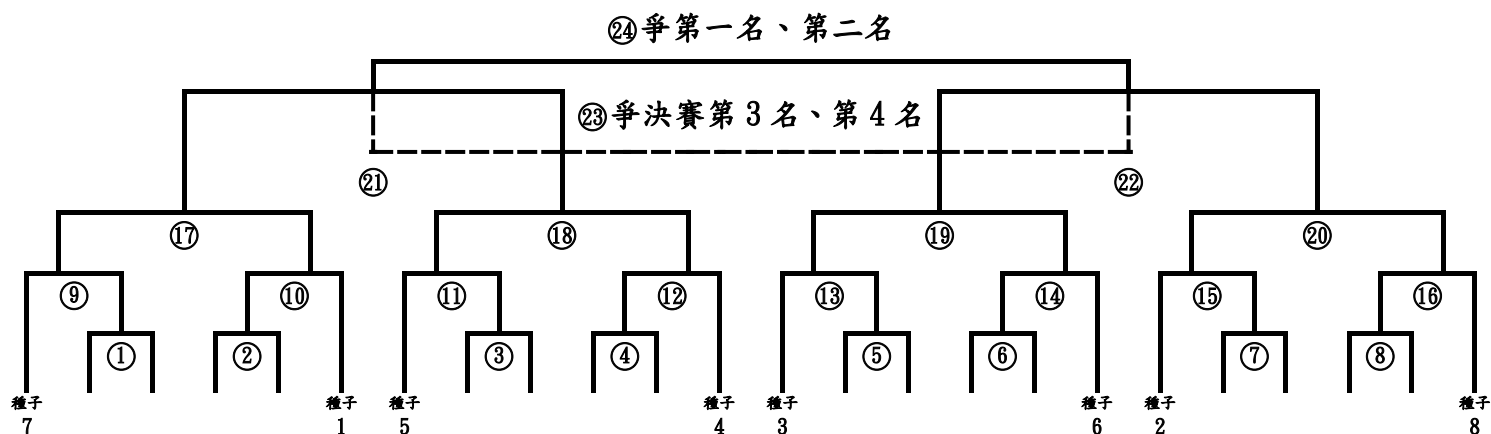 ㉔爭第一名、第二名
㉓爭決賽第3名、第4名
㉑ ㉒
⑰ ⑱ ⑲ ⑳
⑨ ⑩ ⑪ ⑫ ⑬ ⑭ ⑮ ⑯
① ② ③ ④ ⑤ ⑥ ⑦ ⑧
種子 種子 種子 種子 種子 種子 種子 種子
7 1 5 4 3 6 2 8